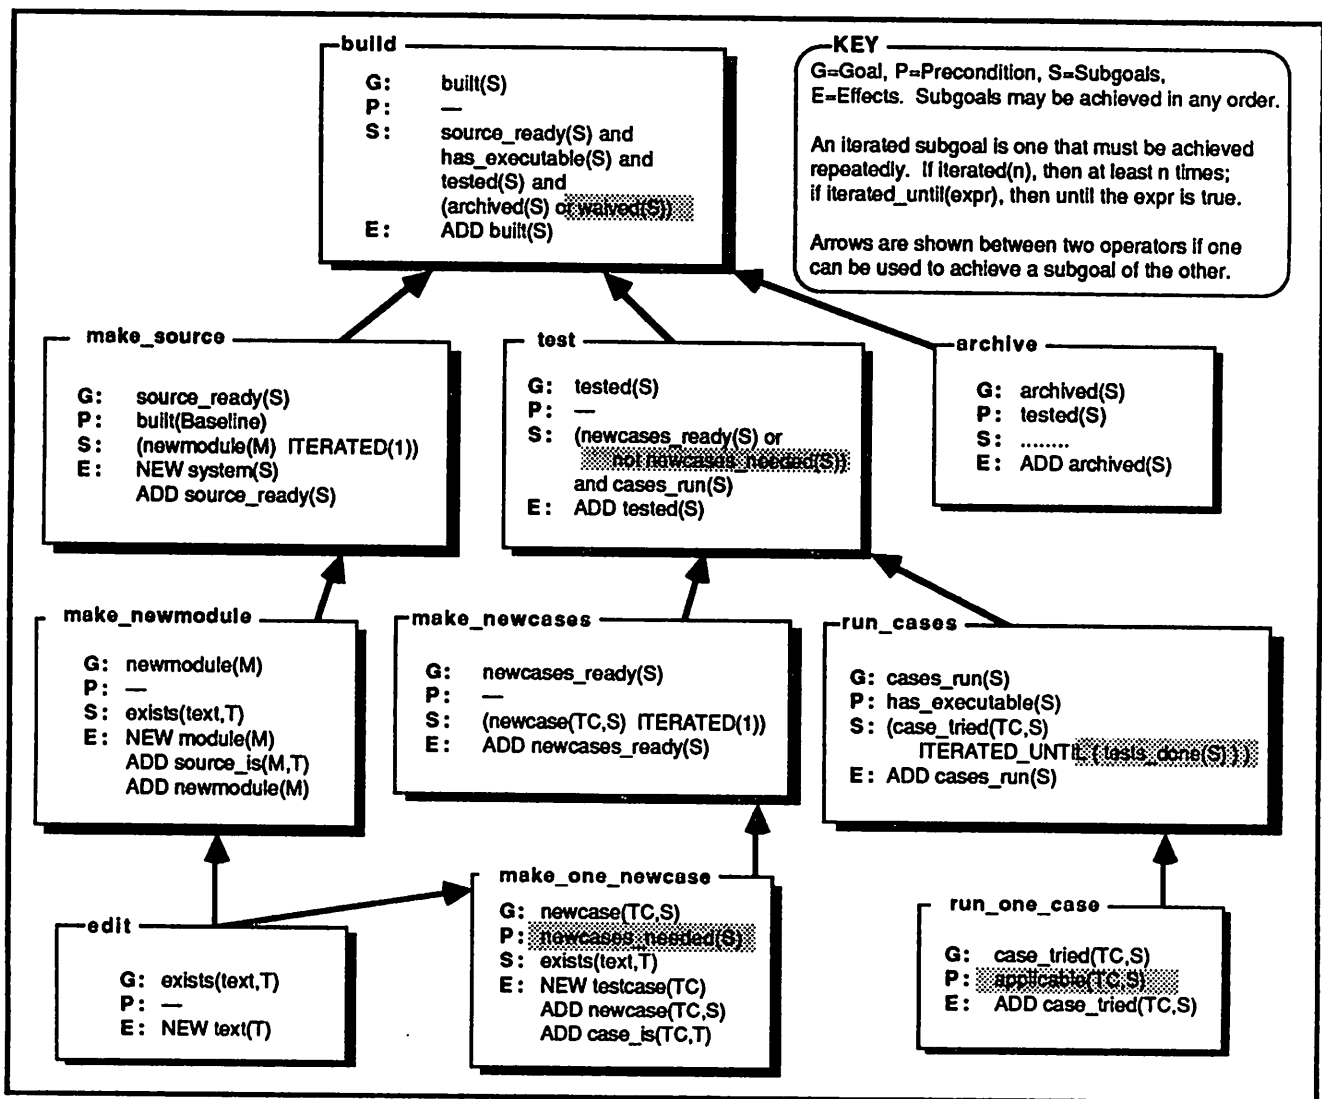 build
G: built(S)
P: —
S: source_ready(S) and
has_executable(S) and
tested(S) and
(archived(S) or waived(S))
E: ADD built(S)
KEY
G=Goal, P=Precondition, S=Subgoals,
E=Effects. Subgoals may be achieved in any order.
An iterated subgoal is one that must be achieved
repeatedly. If iterated(n), then at least n times;
if iterated_until(expr), then until the expr is true.
Arrows are shown between two operators if one
can be used to achieve a subgoal of the other.
make_source
G: source_ready(S)
P: built(Baseline)
S: (newmodule(M) ITERATED(1))
E: NEW system(S)
ADD source_ready(S)
test
G: tested(S)
P: —
S: (newcases_ready(S) or
not newcases_needed(S))
and cases_run(S)
E: ADD tested(S)
archive
G: archived(S)
P: tested(S)
S: ........
E: ADD archived(S)
make_newmodule
G: newmodule(M)
P: —
S: exists(text,T)
E: NEW module(M)
ADD source_is(M,T)
ADD newmodule(M)
make_newcases
G: newcases_ready(S)
P: —
S: (newcase(TC,S) ITERATED(1))
E: ADD newcases_ready(S)
run_cases
G: cases_run(S)
P: has_executable(S)
S: (case_tried(TC,S)
ITERATED_UNTIL ( tests_done(S) ) )
E: ADD cases_run(S)
edit
G: exists(text,T)
P: —
E: NEW text(T)
make_one_newcase
G: newcase(TC,S)
P: newcases_needed(S)
S: exists(text,T)
E: NEW testcase(TC)
ADD newcase(TC,S)
ADD case_is(TC,T)
run_one_case
G: case_tried(TC,S)
P: applicable(TC,S)
E: ADD case_tried(TC,S)